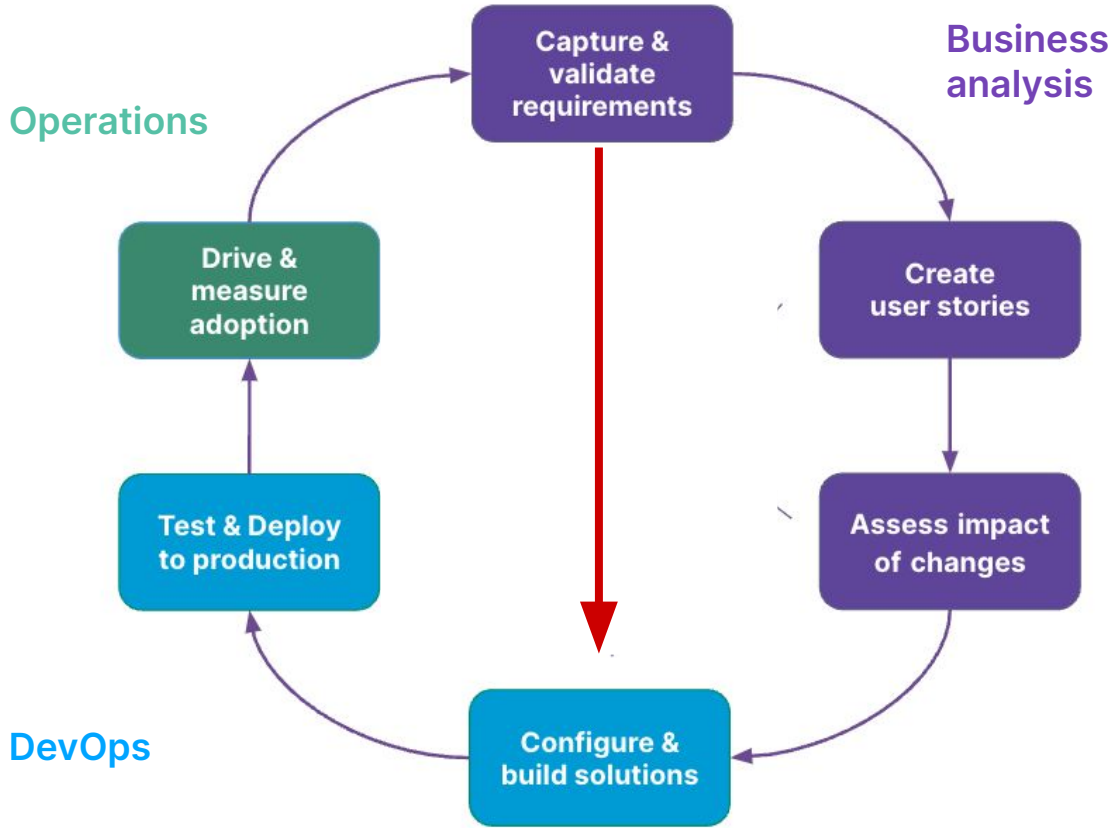 Capture &
validate
requirements
Business
analysis
Operations
Drive &
measure
adoption
Create
user stories
Test & Deploy
to production
Assess impact
of changes
DevOps
Configure &
build solutions